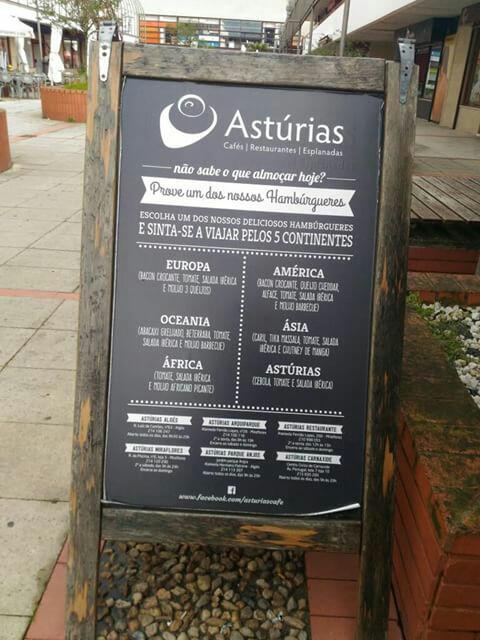 Astúrias
Cafés | Restaurantes | Esplanadas
não sabe o que almoçar hoje?
Prove um dos nossos Hambúrgueres
ESCOLHA UM DOS NOSSOS DELICIOSOS HAMBÚRGUERES
E SINTA-SE A VIAJAR PELOS 5 CONTINENTES
EUROPA
(BACON CROCANTE, TOMATE, SALADA IBÉRICA
E MOLHO 3 QUEIJOS)
AMÉRICA
(BACON CROCANTE, QUEIJO CHEDDAR,
ALFACE, TOMATE, SALADA IBÉRICA
E MOLHO BARBECUE)
OCEANIA
(ABACAXI GRELHADO, BETERRABA, TOMATE,
SALADA IBÉRICA E MOLHO BARBECUE)
ÁSIA
(CARIL, TIKA MASSALA, TOMATE, SALADA
IBÉRICA E CHUTNEY DE MANGA)
ÁFRICA
(TOMATE, SALADA IBÉRICA
E MOLHO AFRICANO PICANTE)
ASTÚRIAS
(CEBOLA, TOMATE E SALADA IBÉRICA)
ASTÚRIAS ALGÉS
ASTÚRIAS ARQUIPARQUE
ASTÚRIAS RESTAURANTE
ASTÚRIAS MIRAFLORES
ASTÚRIAS PARQUE ANJOS
ASTÚRIAS CARNAXIDE
www.facebook.com/asturiascafe